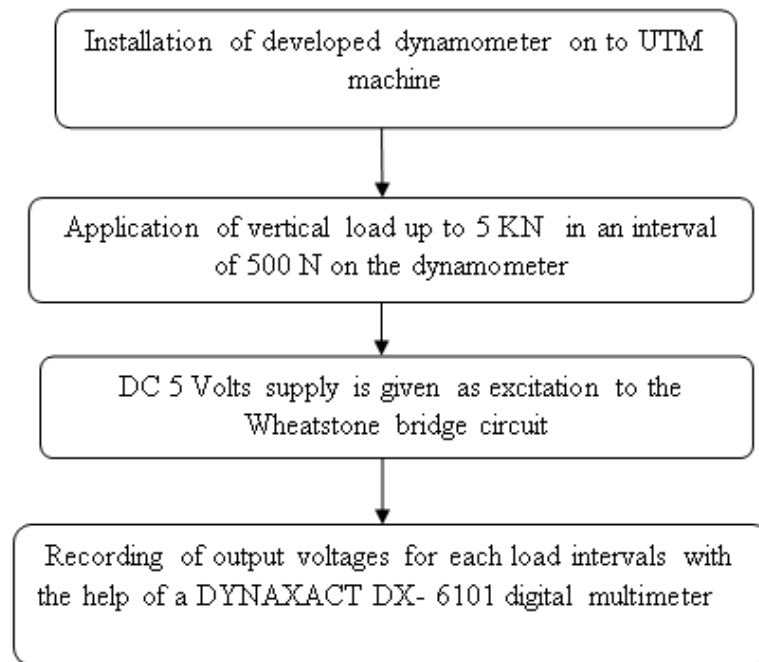 Installation of developed dynamometer on to UTM
machine
Application of vertical load up to 5 KN in an interval
of 500 N on the dynamometer
DC 5 Volts supply is given as excitation to the
Wheatstone bridge circuit
Recording of output voltages for each load intervals with
the help of a DYNAXACT DX- 6101 digital multimeter